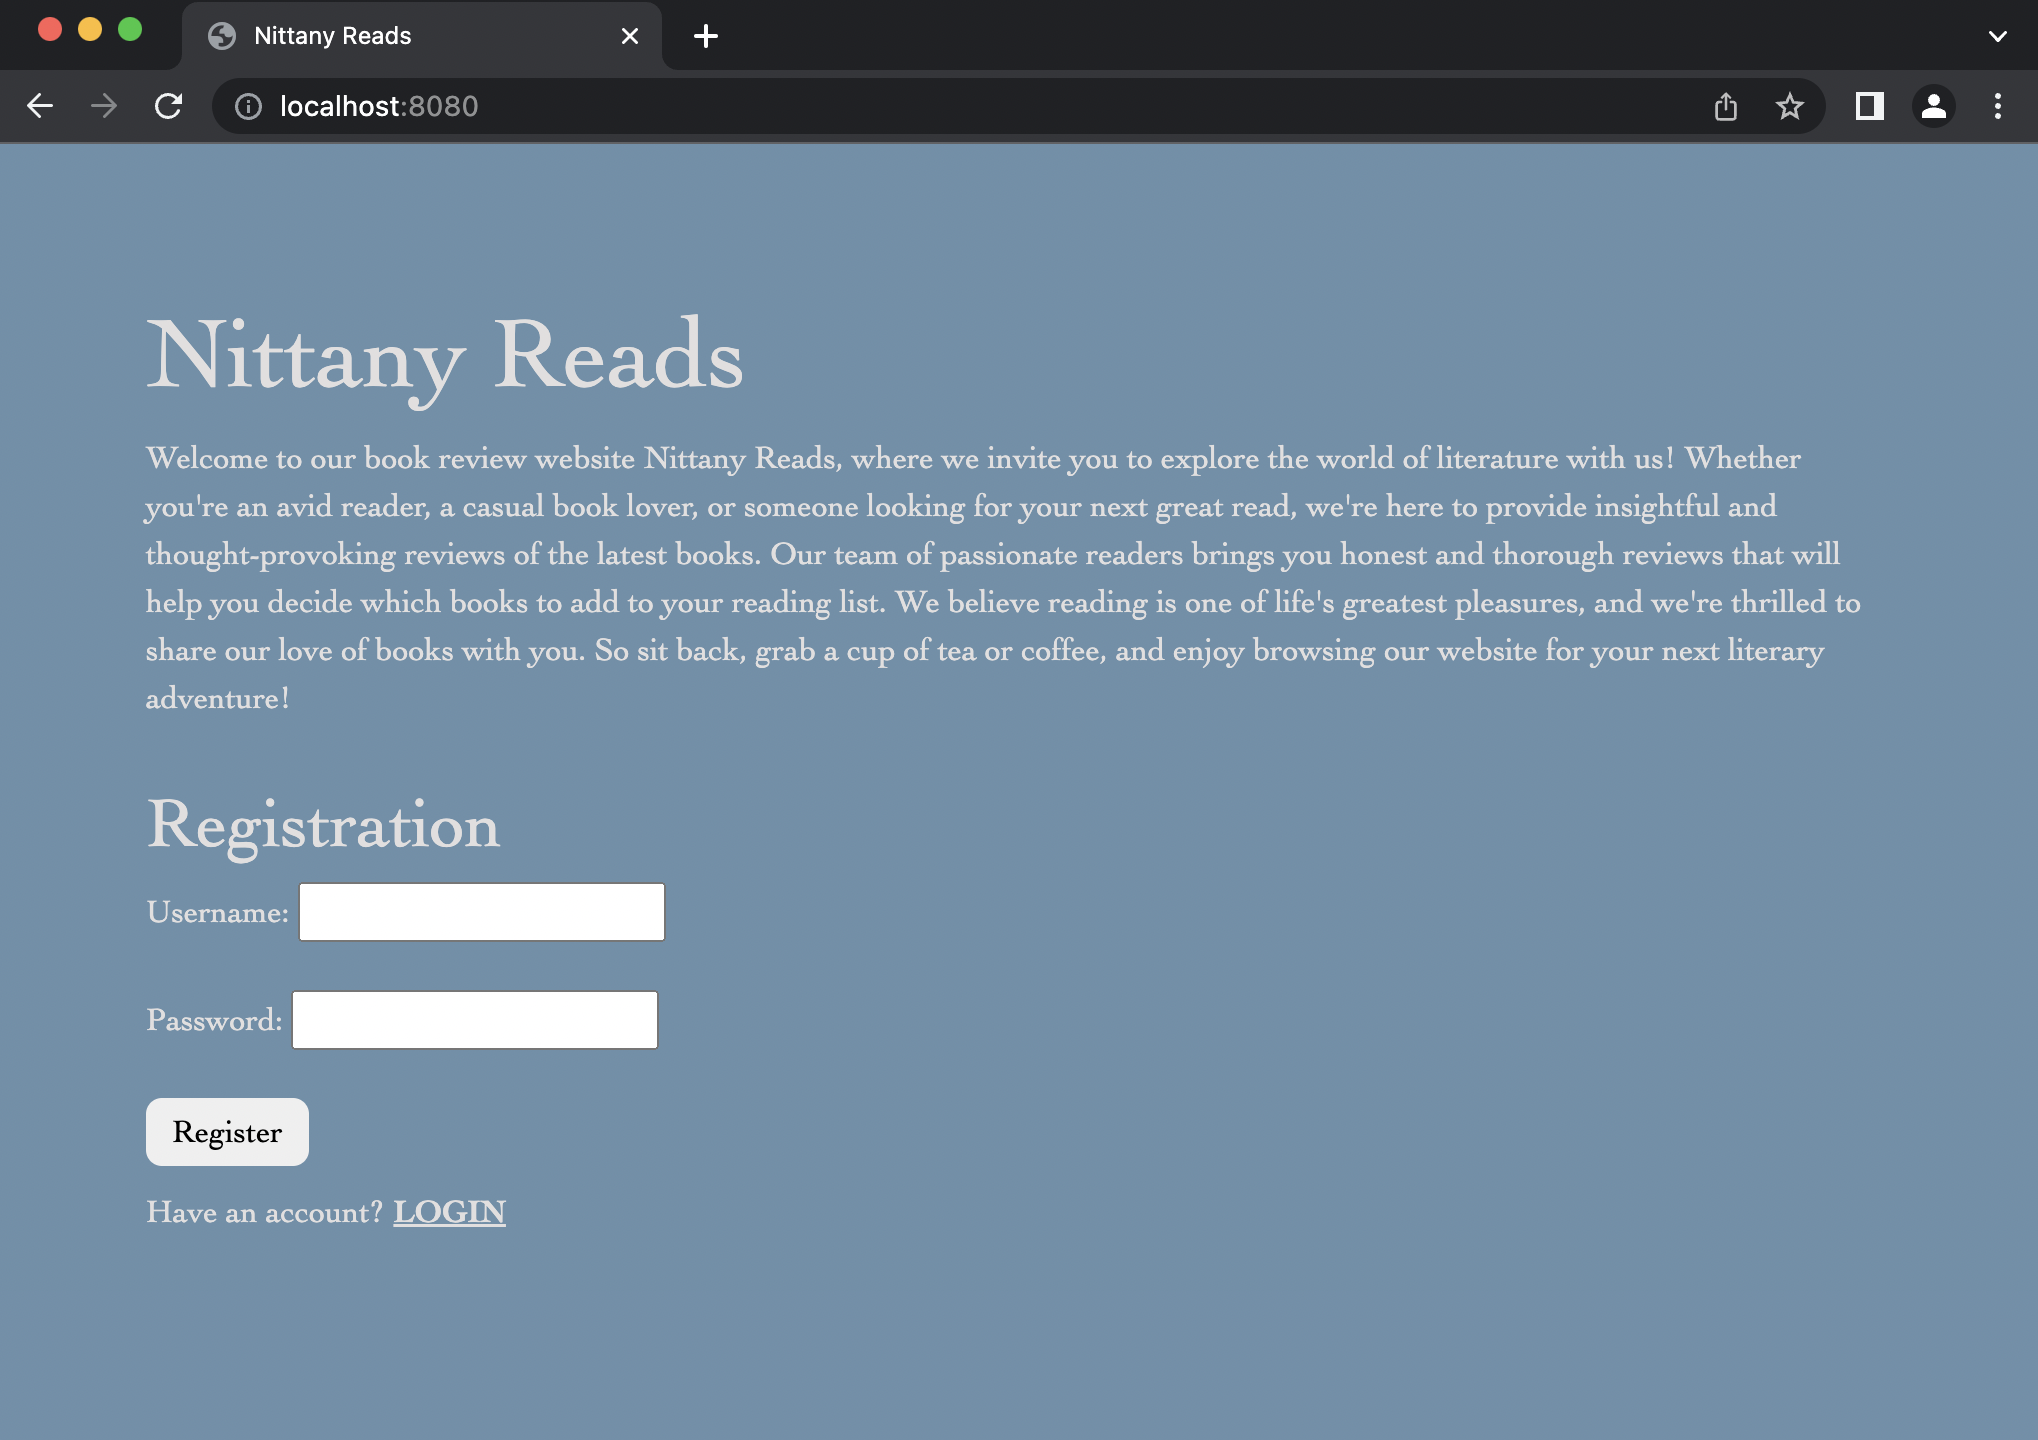 Nittany Reads
localhost:8080
Nittany Reads
Welcome to our book review website Nittany Reads, where we invite you to explore the world of literature with us! Whether
you're an avid reader, a casual book lover, or someone looking for your next great read, we're here to provide insightful and
thought-provoking reviews of the latest books. Our team of passionate readers brings you honest and thorough reviews that will
help you decide which books to add to your reading list. We believe reading is one of life's greatest pleasures, and we're thrilled to
share our love of books with you. So sit back, grab a cup of tea or coffee, and enjoy browsing our website for your next literary
adventure!
Registration
Username:
Password:
Register
Have an account? LOGIN